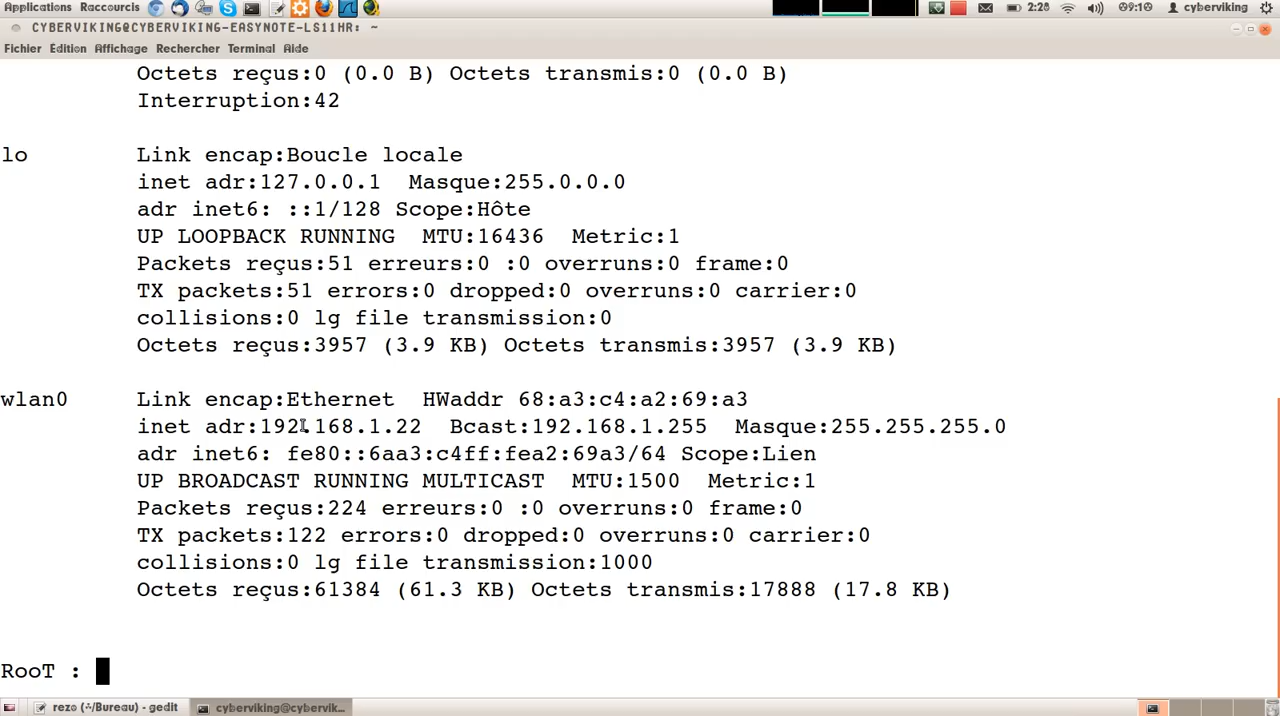 Applications Raccourcis 2:28 09:10 cyberviking
CYBERVIKING@CYBERVIKING-EASYNOTE-LS11HR: ~
Fichier Édition Affichage Rechercher Terminal Aide
Octets reçus:0 (0.0 B) Octets transmis:0 (0.0 B)
Interruption:42
lo Link encap:Boucle locale
inet adr:127.0.0.1 Masque:255.0.0.0
adr inet6: ::1/128 Scope:Hôte
UP LOOPBACK RUNNING MTU:16436 Metric:1
Packets reçus:51 erreurs:0 :0 overruns:0 frame:0
TX packets:51 errors:0 dropped:0 overruns:0 carrier:0
collisions:0 lg file transmission:0
Octets reçus:3957 (3.9 KB) Octets transmis:3957 (3.9 KB)
wlan0 Link encap:Ethernet HWaddr 68:a3:c4:a2:69:a3
inet adr:192.168.1.22 Bcast:192.168.1.255 Masque:255.255.255.0
adr inet6: fe80::6aa3:c4ff:fea2:69a3/64 Scope:Lien
UP BROADCAST RUNNING MULTICAST MTU:1500 Metric:1
Packets reçus:224 erreurs:0 :0 overruns:0 frame:0
TX packets:122 errors:0 dropped:0 overruns:0 carrier:0
collisions:0 lg file transmission:1000
Octets reçus:61384 (61.3 KB) Octets transmis:17888 (17.8 KB)
RooT :
rezo (~/Bureau) - gedit cyberviking@cybervik...